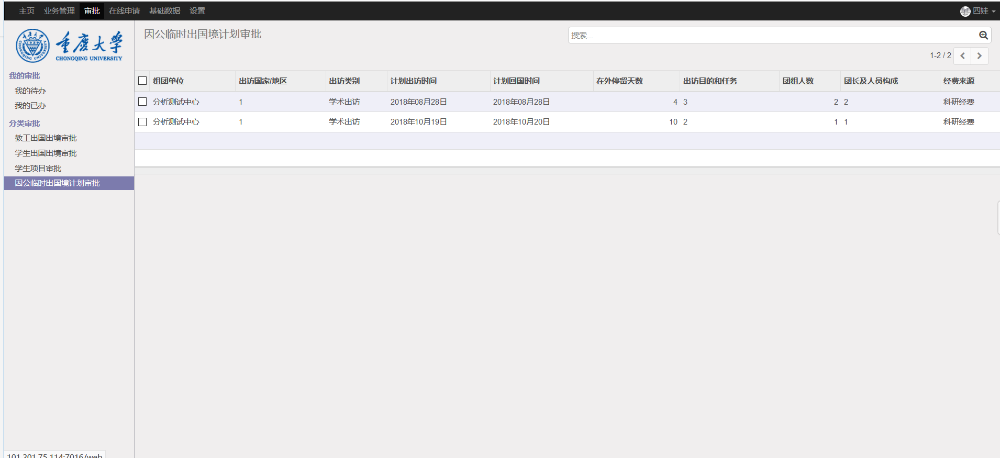 主页 业务管理 审批 在线申请 基础数据 设置 四娃
重庆大学
CHONGQING UNIVERSITY
因公临时出国境计划审批
搜索...
1-2 / 2
我的审批
我的待办
我的已办
分类审批
教工出国出境审批
学生出国出境审批
学生项目审批
因公临时出国境计划审批
组团单位 出访国家/地区 出访类别 计划出访时间 计划回国时间 在外停留天数 出访目的和任务 团组人数 团长及人员构成 经费来源
分析测试中心 1 学术出访 2018年08月28日 2018年08月28日 4 3 2 2 科研经费
分析测试中心 1 学术出访 2018年10月19日 2018年10月20日 10 2 1 1 科研经费
101.201.75.114:7016/web